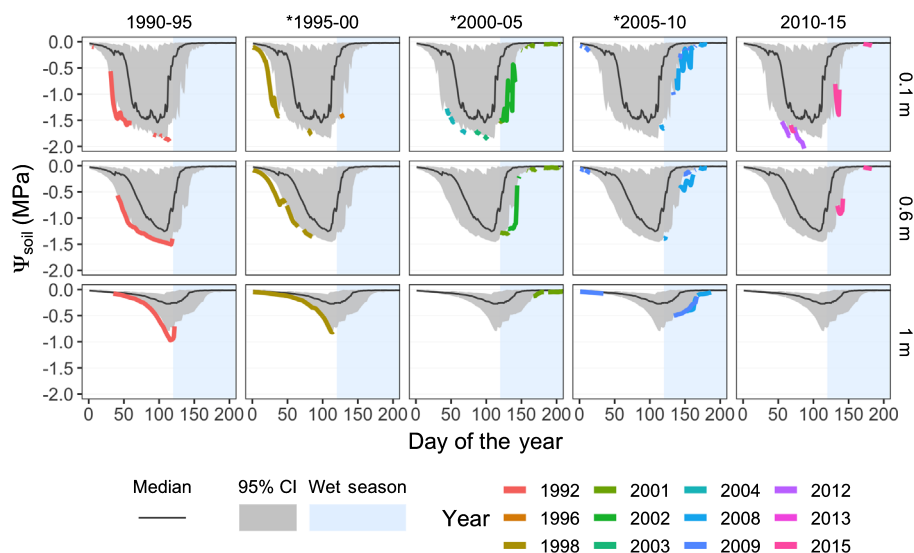 1990-95 *1995-00 *2000-05 *2005-10 2010-15
0.0
-0.5
-1.0
-1.5
-2.0
0.1 m
0.0
-0.5
-1.0
-1.5
-2.0
0.6 m
0.0
-0.5
-1.0
-1.5
-2.0
1 m
Ψsoil (MPa)
0 50 100 150 200 0 50 100 150 200 0 50 100 150 200 0 50 100 150 200 0 50 100 150 200
Day of the year
Median 95% CI Wet season
Year
1992 2001 2004 2012
1996 2002 2008 2013
1998 2003 2009 2015